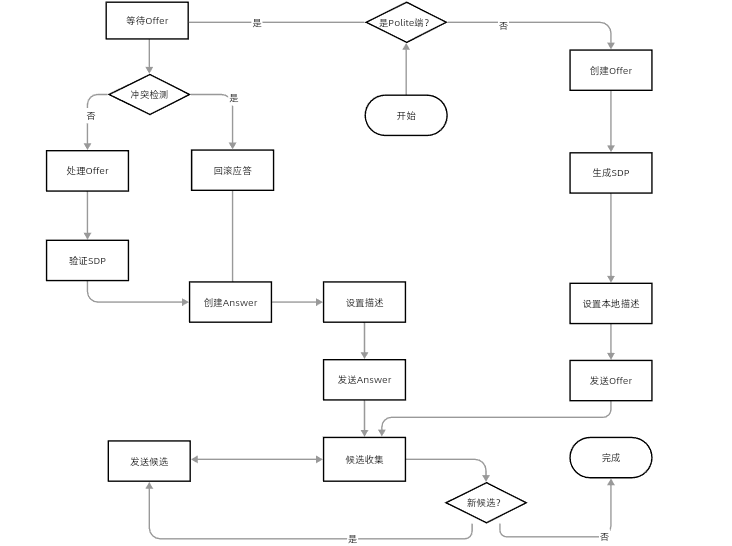 等待Offer
是
是Polite端?
否
创建Offer
冲突检测
是
否
开始
处理Offer
回滚应答
生成SDP
验证SDP
创建Answer
设置描述
设置本地描述
发送Answer
发送Offer
发送候选
候选收集
完成
新候选?
是
否